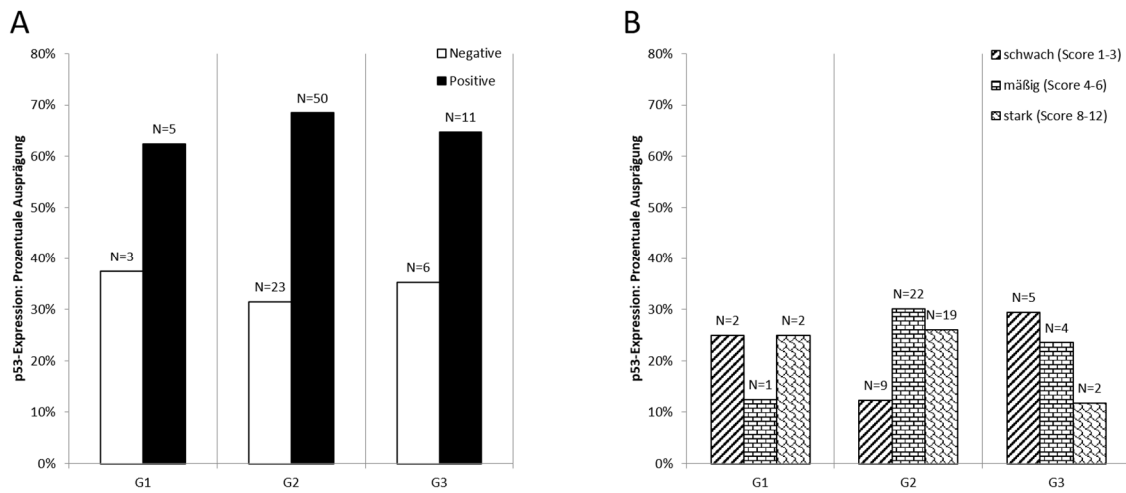 A
p53-Expression: Prozentuale Ausprägung
80%
70%
60%
50%
40%
30%
20%
10%
0%
Negative
Positive
N=3
N=5
N=23
N=50
N=6
N=11
G1
G2
G3
B
p53-Expression: Prozentuale Ausprägung
80%
70%
60%
50%
40%
30%
20%
10%
0%
schwach (Score 1-3)
mäßig (Score 4-6)
stark (Score 8-12)
N=2
N=1
N=2
N=9
N=22
N=19
N=5
N=4
N=2
G1
G2
G3